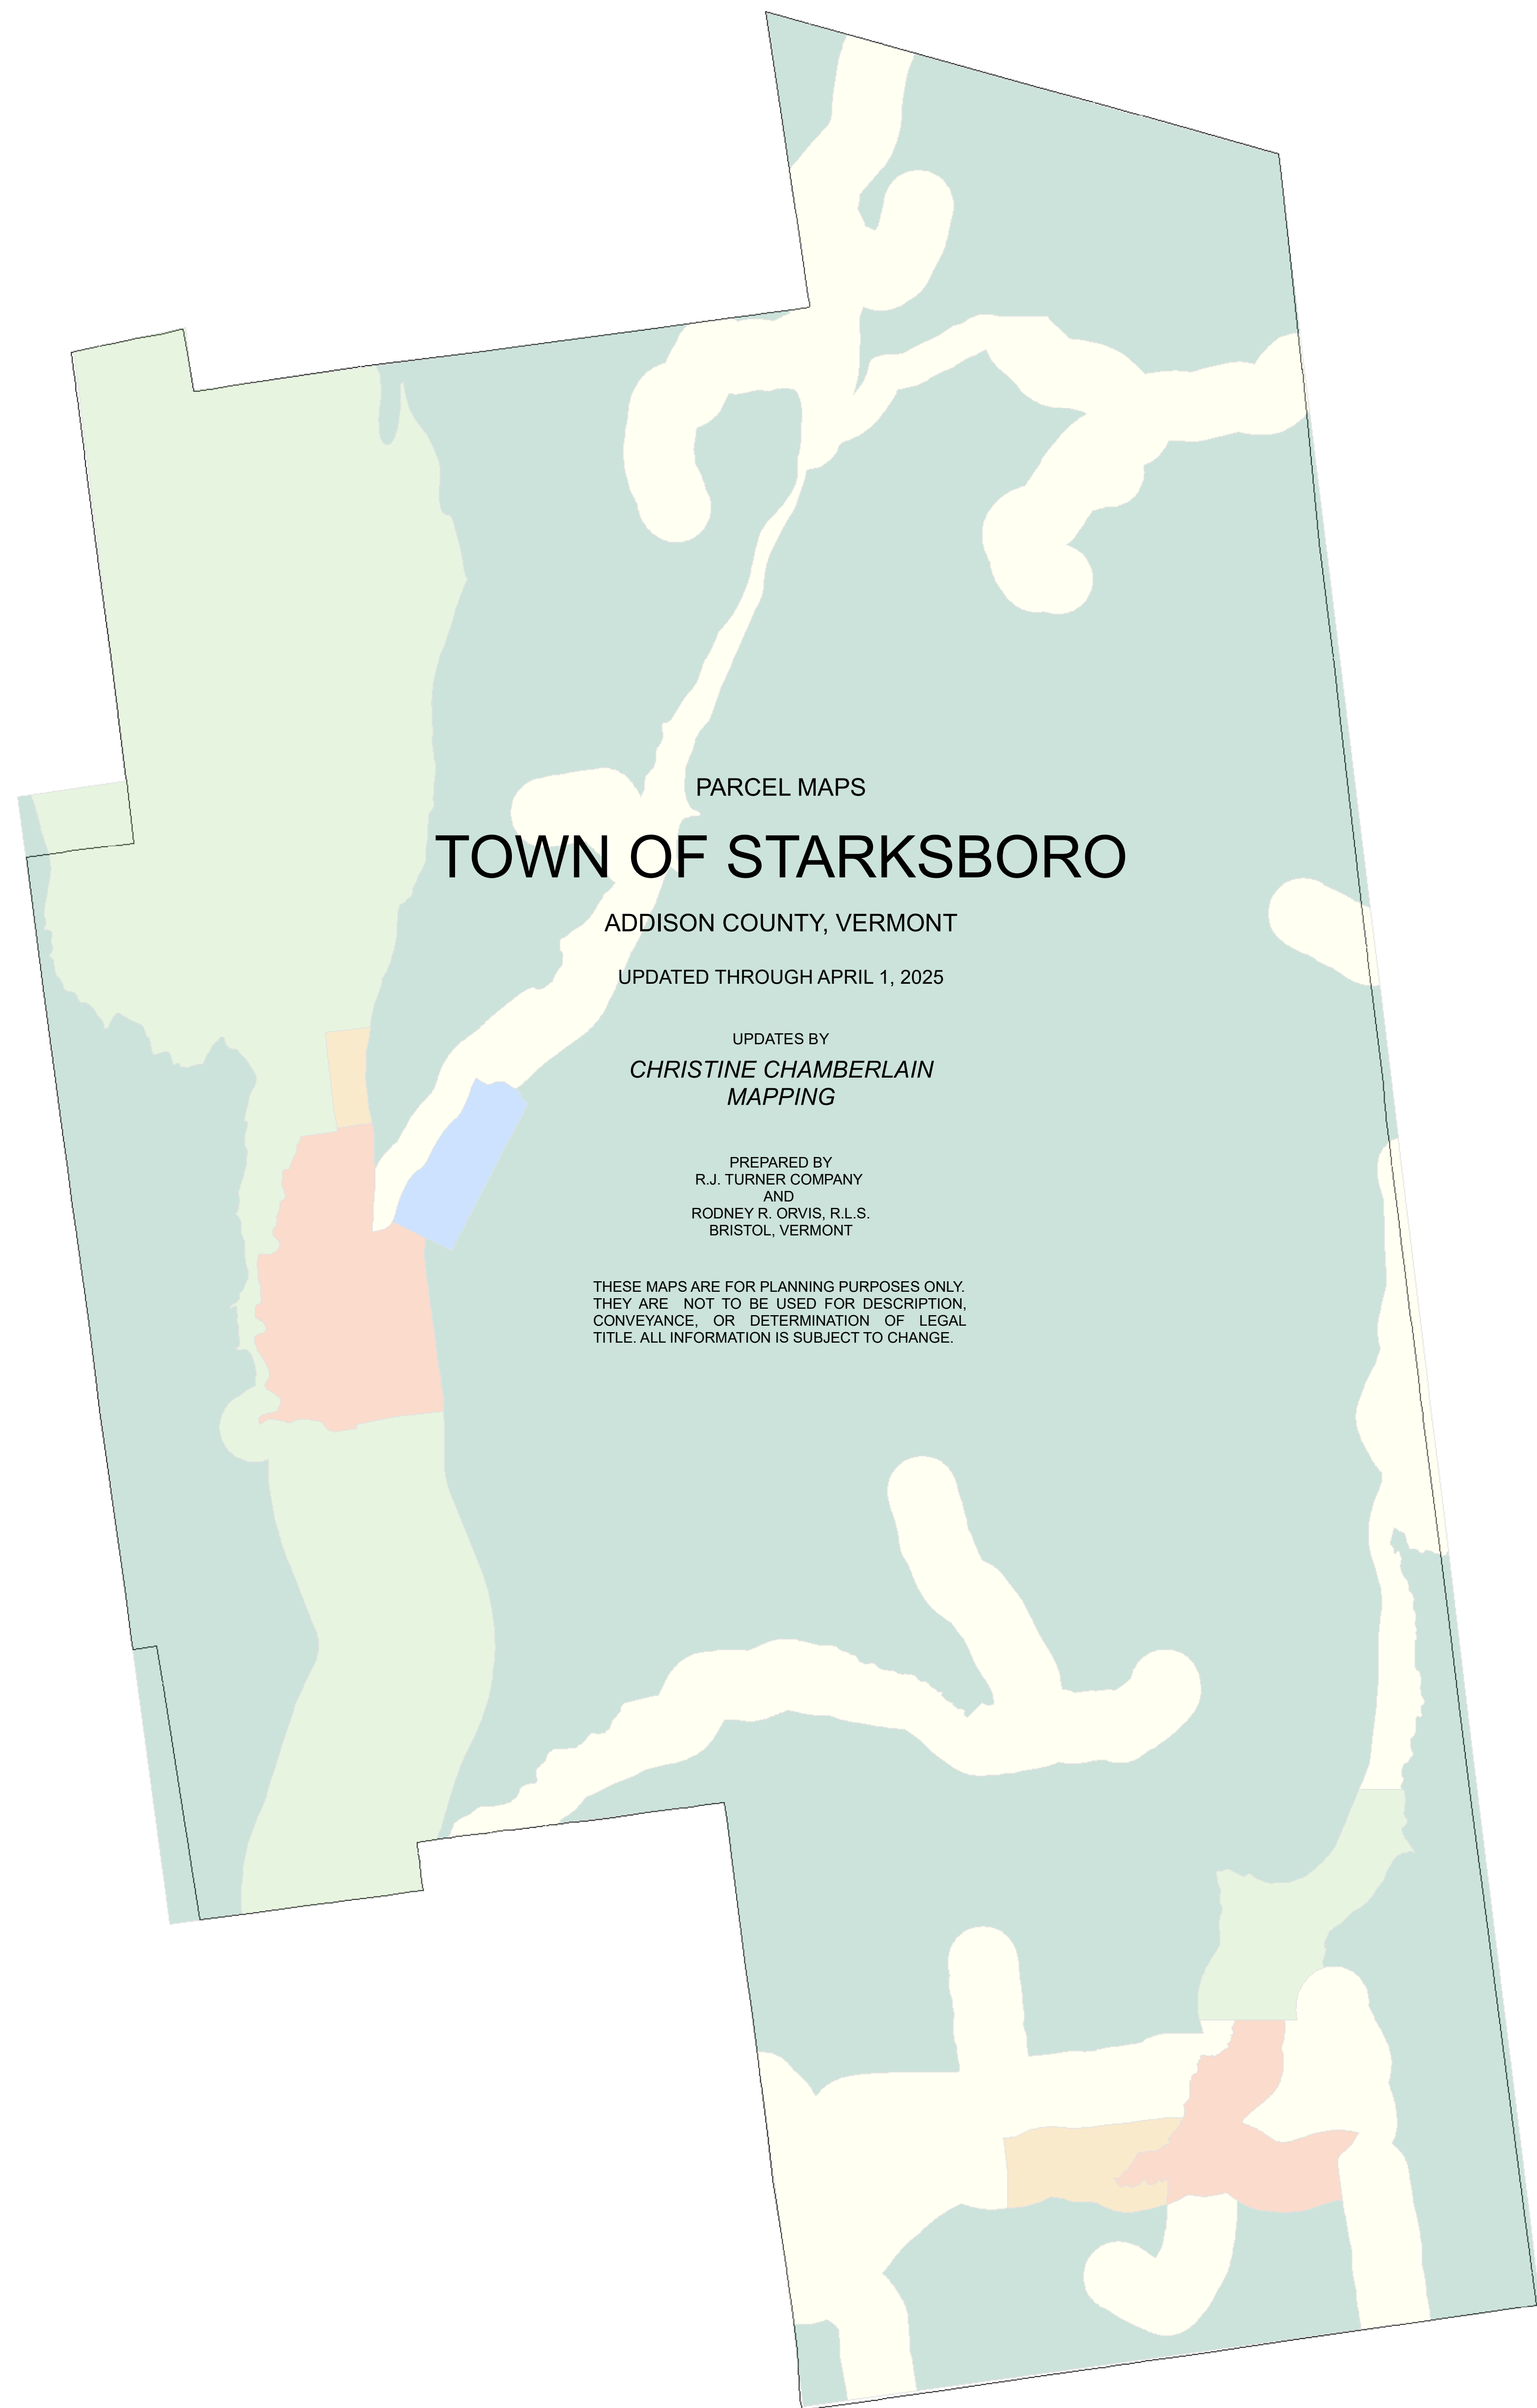 PARCEL MAPS
TOWN OF STARKSBORO
ADDISON COUNTY, VERMONT
UPDATED THROUGH APRIL 1, 2025
UPDATES BY
CHRISTINE CHAMBERLAIN
MAPPING
PREPARED BY
R.J. TURNER COMPANY
AND
RODNEY R. ORVIS, R.L.S.
BRISTOL, VERMONT
THESE MAPS ARE FOR PLANNING PURPOSES ONLY.
THEY ARE NOT TO BE USED FOR DESCRIPTION,
CONVEYANCE, OR DETERMINATION OF LEGAL
TITLE. ALL INFORMATION IS SUBJECT TO CHANGE.